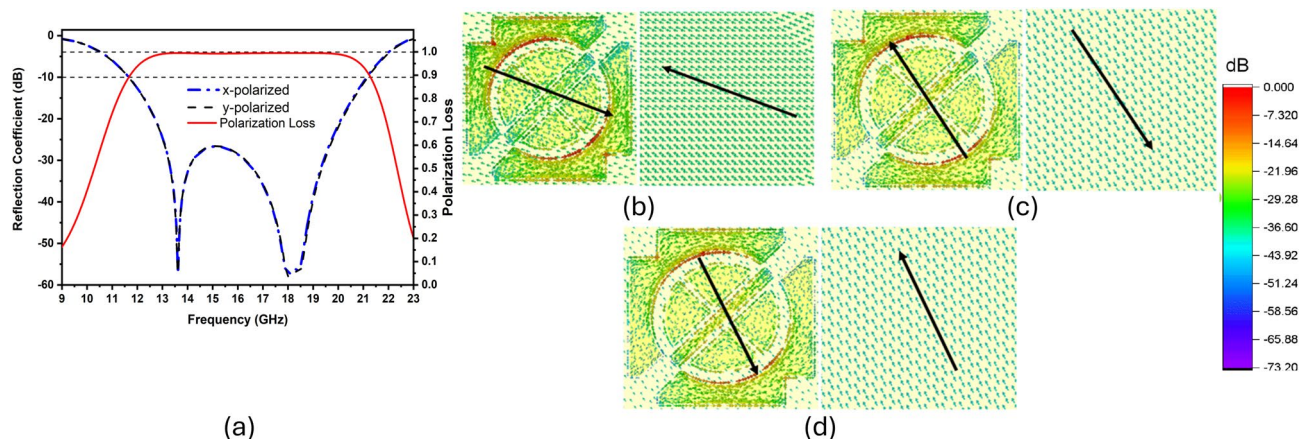 0
-10
-20
-30
-40
-50
-60
Reflection Coefficient (dB)
x-polarized
y-polarized
Polarization Loss
1.0
0.9
0.8
0.7
0.6
0.5
0.4
0.3
0.2
0.1
0.0
Polarization Loss
9 10 11 12 13 14 15 16 17 18 19 20 21 22 23
Frequency (GHz)
(a)
(b)
(c)
(d)
dB
0.000
-7.320
-14.64
-21.96
-29.28
-36.60
-43.92
-51.24
-58.56
-65.88
-73.20